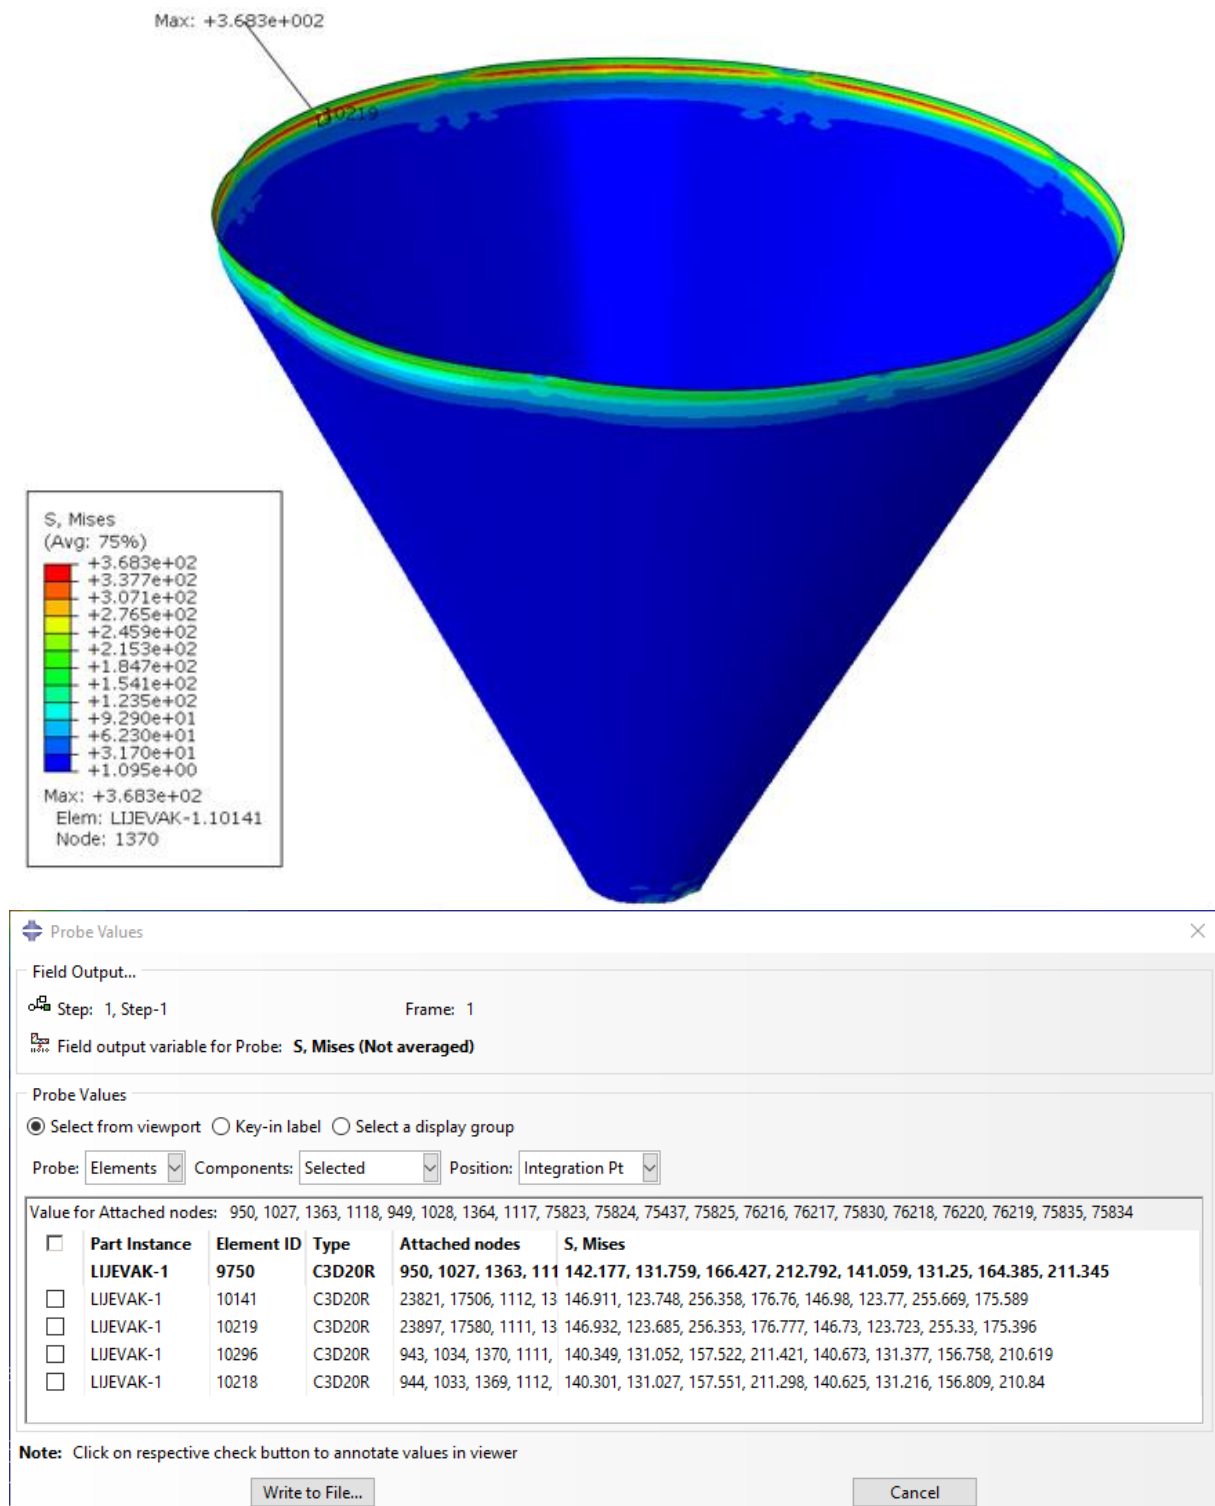 Max: +3.683e+002
10219
S, Mises
(Avg: 75%)
+3.683e+02
+3.377e+02
+3.071e+02
+2.765e+02
+2.459e+02
+2.153e+02
+1.847e+02
+1.541e+02
+1.235e+02
+9.290e+01
+6.230e+01
+3.170e+01
+1.095e+00
Max: +3.683e+02
Elem: LIJEVAK-1.10141
Node: 1370
Probe Values
Field Output...
Step: 1, Step-1 Frame: 1
Field output variable for Probe: S, Mises (Not averaged)
Probe Values
Select from viewport Key-in label Select a display group
Probe: Elements Components: Selected Position: Integration Pt
Value for Attached nodes: 950, 1027, 1363, 1118, 949, 1028, 1364, 1117, 75823, 75824, 75437, 75825, 76216, 76217, 75830, 76218, 76220, 76219, 75835, 75834
Part Instance Element ID Type Attached nodes S, Mises
LIJEVAK-1 9750 C3D20R 950, 1027, 1363, 111 142.177, 131.759, 166.427, 212.792, 141.059, 131.25, 164.385, 211.345
LIJEVAK-1 10141 C3D20R 23821, 17506, 1112, 13 146.911, 123.748, 256.358, 176.76, 146.98, 123.77, 255.669, 175.589
LIJEVAK-1 10219 C3D20R 23897, 17580, 1111, 13 146.932, 123.685, 256.353, 176.777, 146.73, 123.723, 255.33, 175.396
LIJEVAK-1 10296 C3D20R 943, 1034, 1370, 1111, 140.349, 131.052, 157.522, 211.421, 140.673, 131.377, 156.758, 210.619
LIJEVAK-1 10218 C3D20R 944, 1033, 1369, 1112, 140.301, 131.027, 157.551, 211.298, 140.625, 131.216, 156.809, 210.84
Note: Click on respective check button to annotate values in viewer
Write to File... Cancel